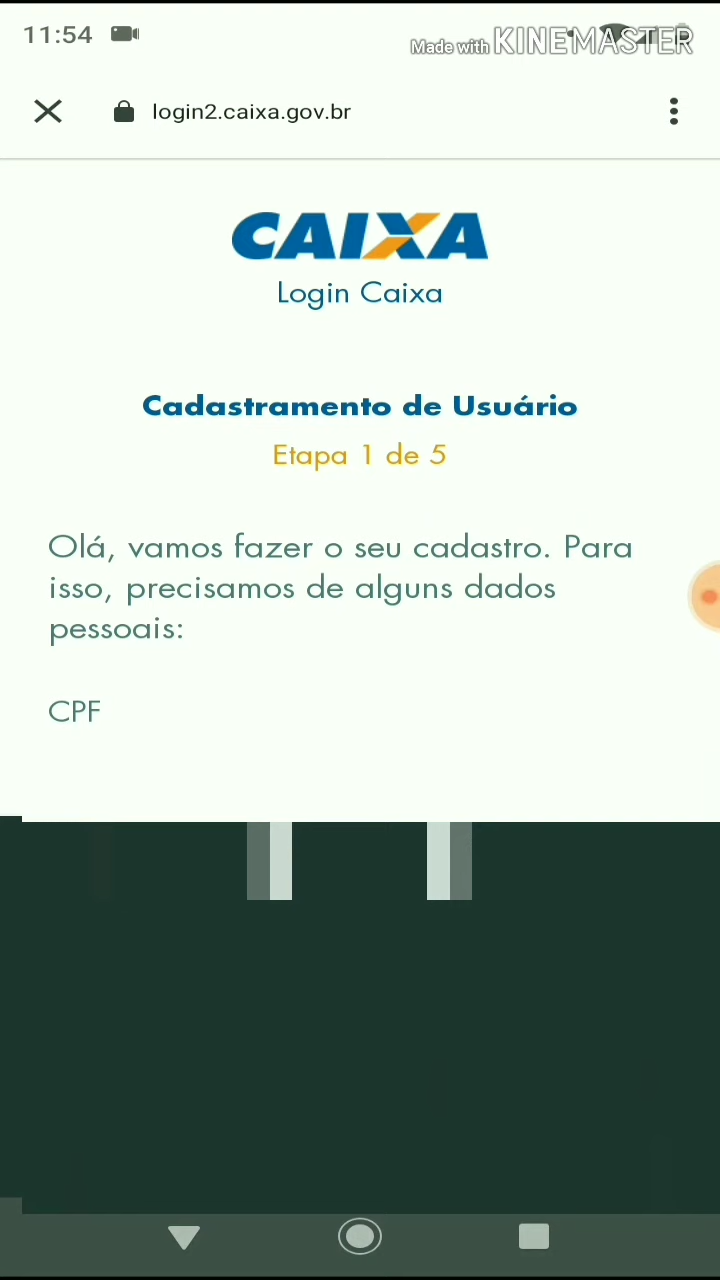 11:54
Made with KINEMASTER
login2.caixa.gov.br
CAIXA
Login Caixa
Cadastramento de Usuário
Etapa 1 de 5
Olá, vamos fazer o seu cadastro. Para
isso, precisamos de alguns dados
pessoais:
CPF